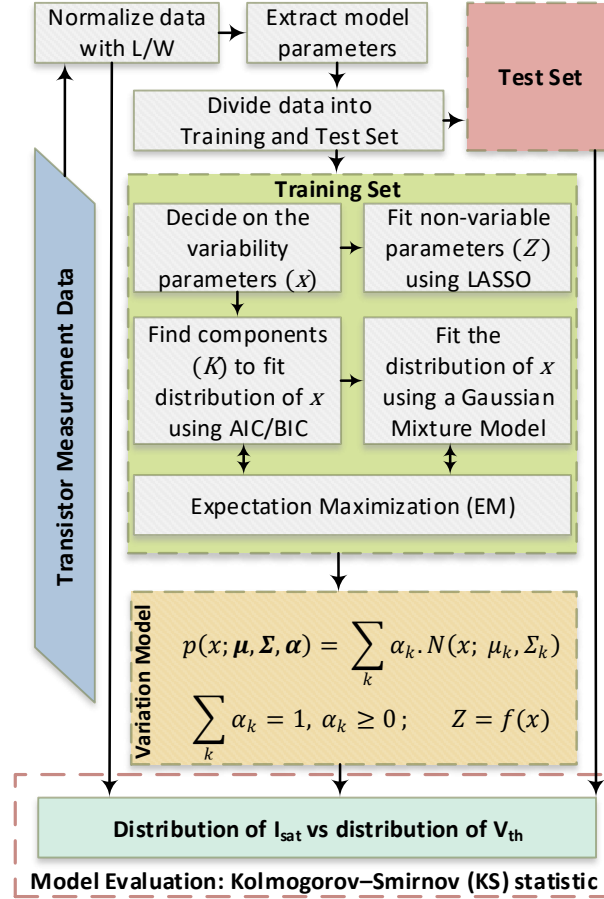 Normalize data
with L/W
Extract model
parameters
Test Set
Divide data into
Training and Test Set
Transistor Measurement Data
Training Set
Decide on the
variability
parameters (x)
Fit non-variable
parameters (Z)
using LASSO
Find components
(K) to fit
distribution of x
using AIC/BIC
Fit the
distribution of x
using a Gaussian
Mixture Model
Expectation Maximization (EM)
Variation Model
p(x; μ, Σ, α) = ∑ₖ αₖ. N(x; μₖ, Σₖ)
∑ₖ αₖ = 1, αₖ ≥ 0 ; Z = f(x)
Distribution of Isat vs distribution of Vth
Model Evaluation: Kolmogorov–Smirnov (KS) statistic